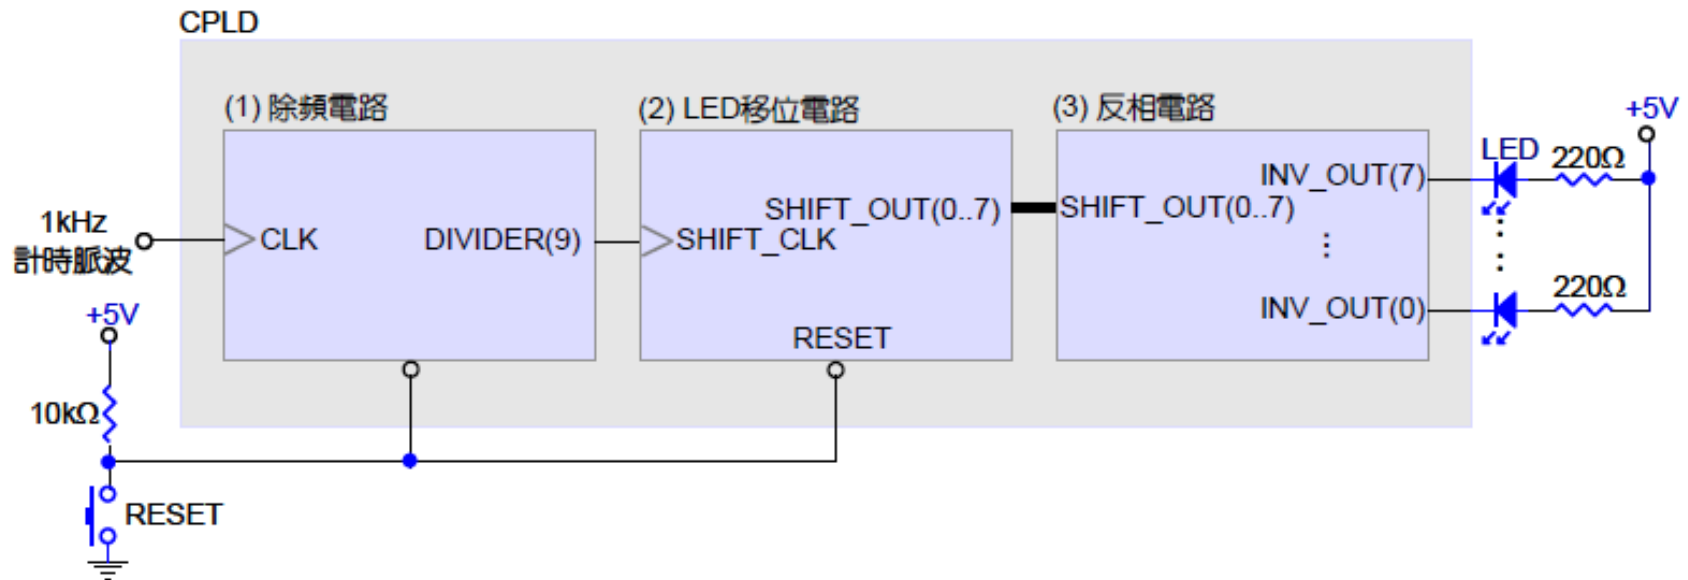 CPLD
(1) 除頻電路
(2) LED移位電路
(3) 反相電路
+5V
LED
220Ω
INV_OUT(7)
SHIFT_OUT(0..7)
SHIFT_OUT(0..7)
1kHz
計時脈波
CLK
DIVIDER(9)
SHIFT_CLK
⋮
220Ω
INV_OUT(0)
+5V
RESET
10kΩ
RESET